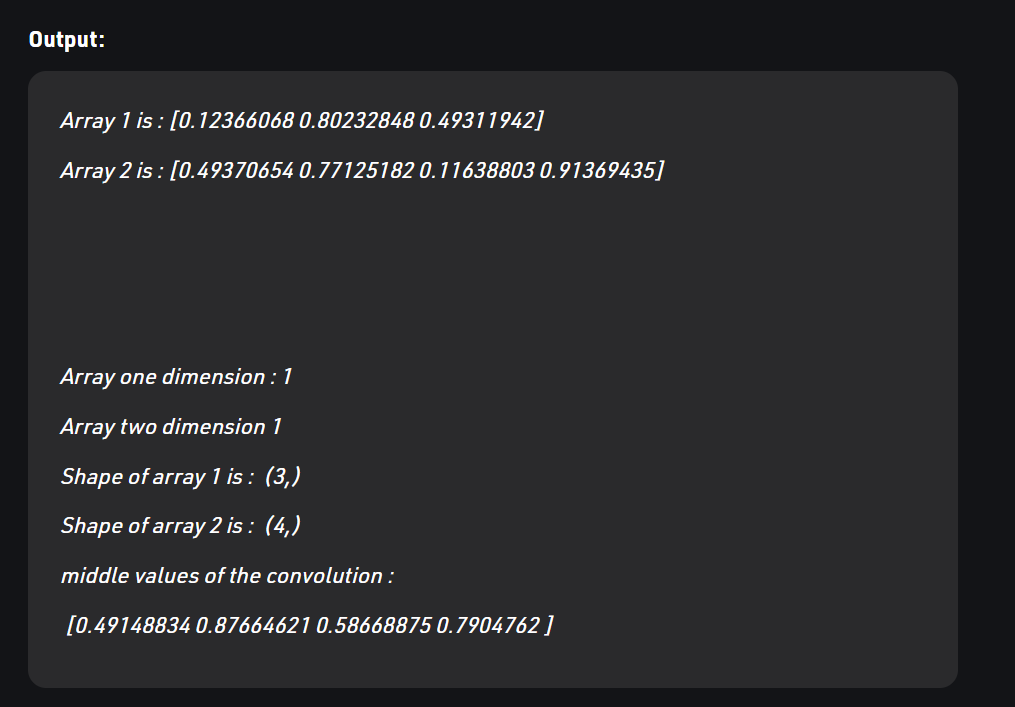 Output:
Array 1 is : [0.12366068 0.80232848 0.49311942]
Array 2 is : [0.49370654 0.77125182 0.11638803 0.91369435]
Array one dimension : 1
Array two dimension 1
Shape of array 1 is :  (3,)
Shape of array 2 is :  (4,)
middle values of the convolution :
[0.49148834 0.87664621 0.58668875 0.7904762 ]